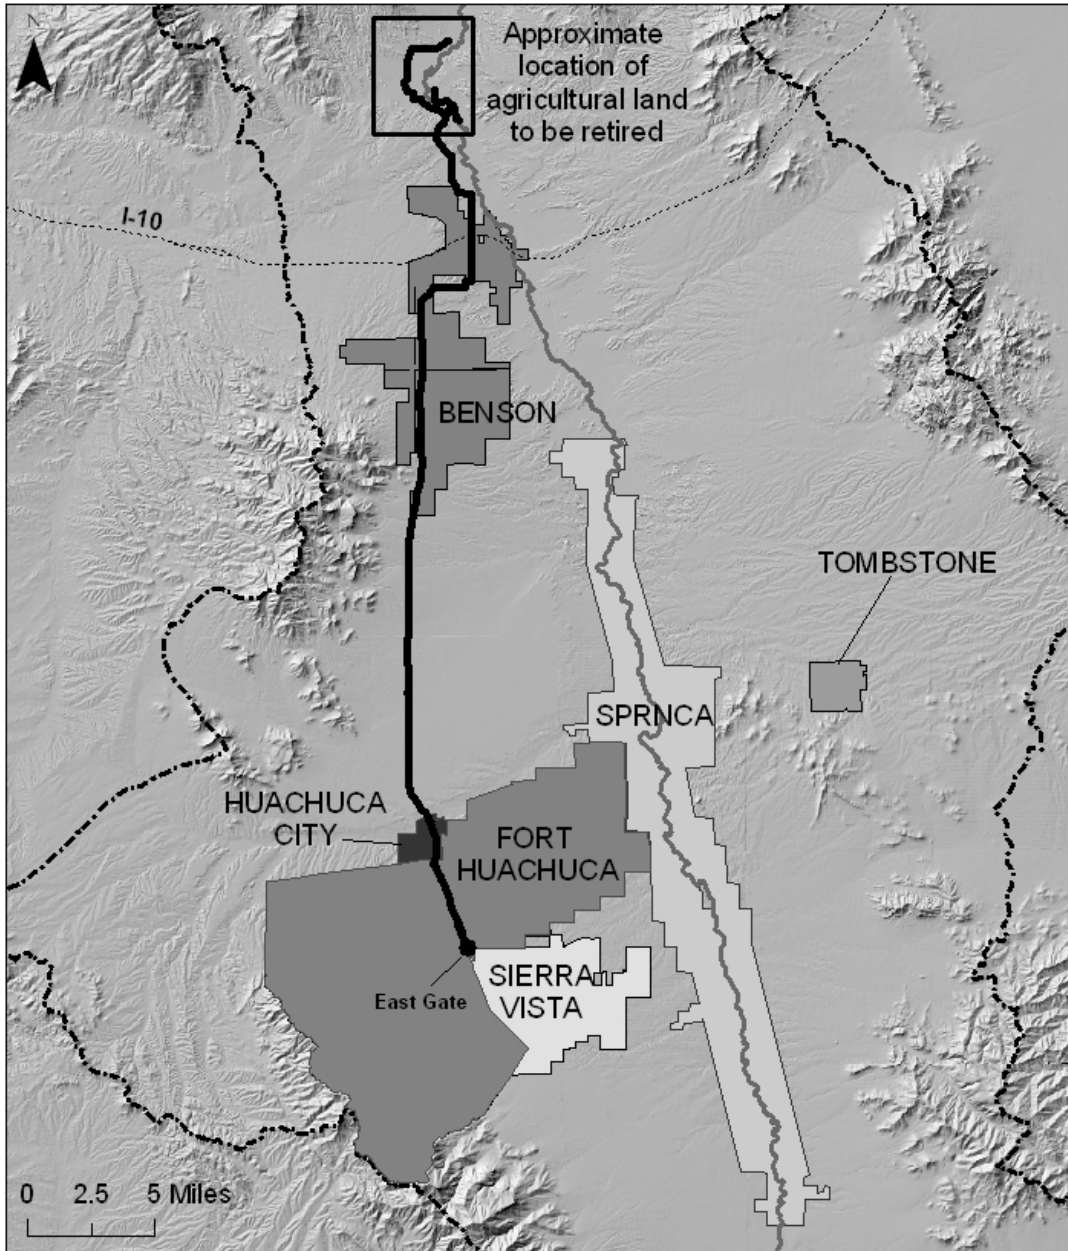 N
Approximate
location of
agricultural land
to be retired
I-10
BENSON
TOMBSTONE
SPRNCA
HUACHUCA
CITY
FORT
HUACHUCA
SIERRA
VISTA
East Gate
0 2.5 5 Miles